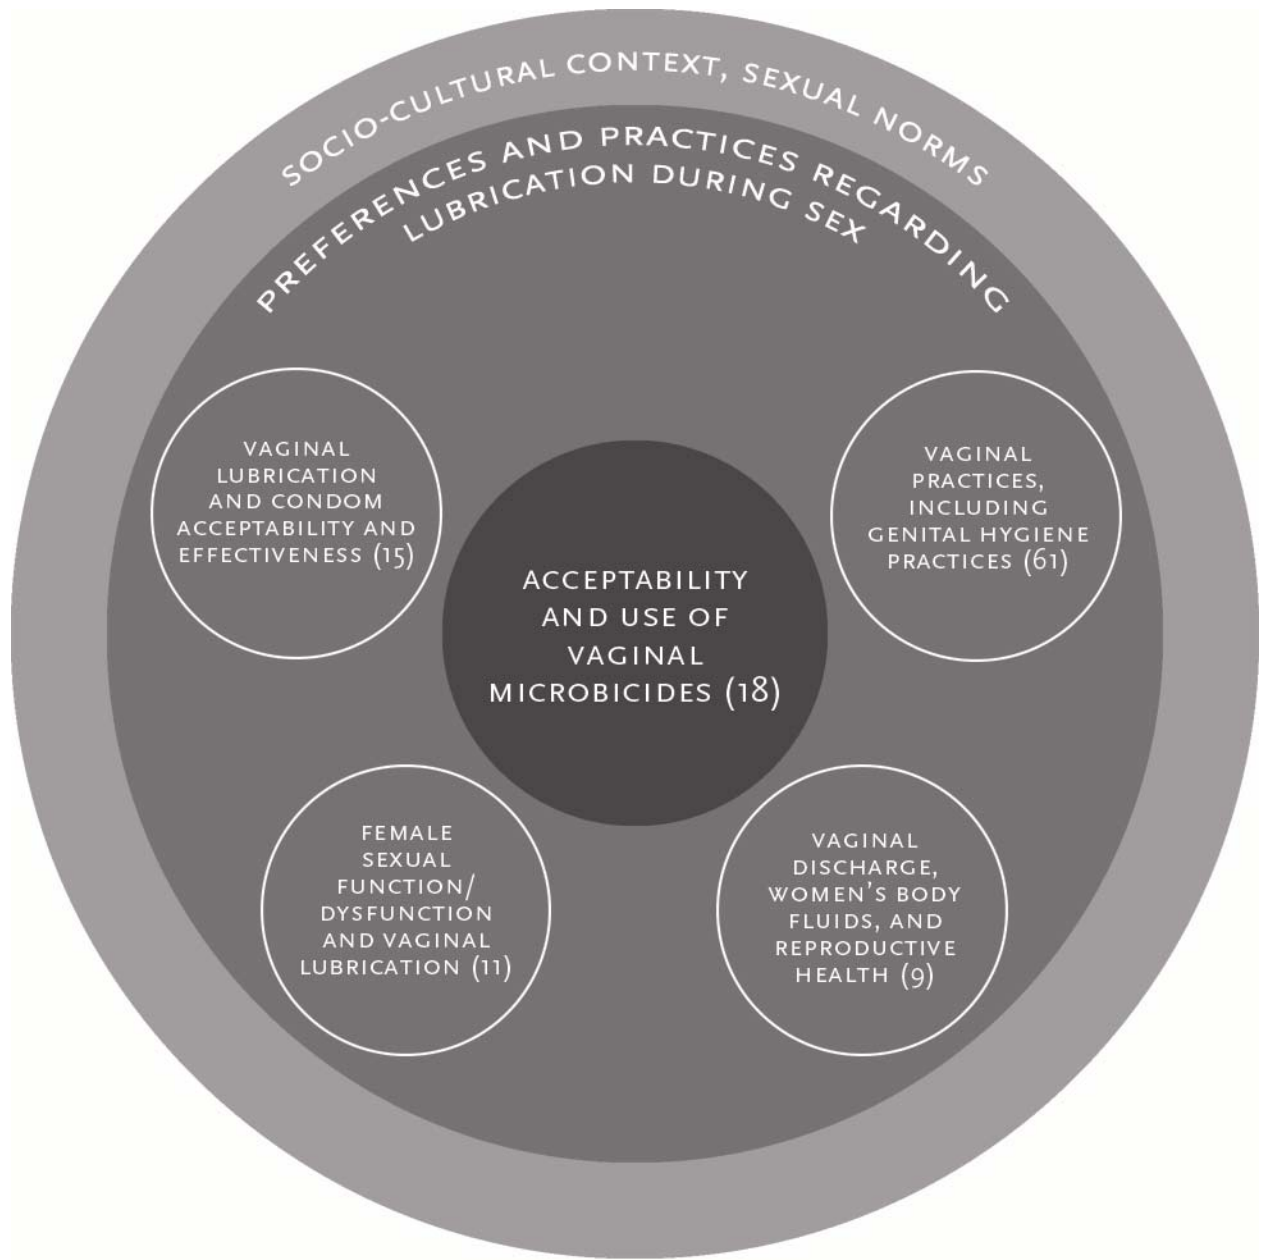 SOCIO-CULTURAL CONTEXT, SEXUAL NORMS
PREFERENCES AND PRACTICES REGARDING
LUBRICATION DURING SEX
VAGINAL
LUBRICATION
AND CONDOM
ACCEPTABILITY AND
EFFECTIVENESS (15)
VAGINAL
PRACTICES,
INCLUDING
GENITAL HYGIENE
PRACTICES (61)
ACCEPTABILITY
AND USE OF
VAGINAL
MICROBICIDES (18)
FEMALE
SEXUAL
FUNCTION/
DYSFUNCTION
AND VAGINAL
LUBRICATION (11)
VAGINAL
DISCHARGE,
WOMEN'S BODY
FLUIDS, AND
REPRODUCTIVE
HEALTH (9)